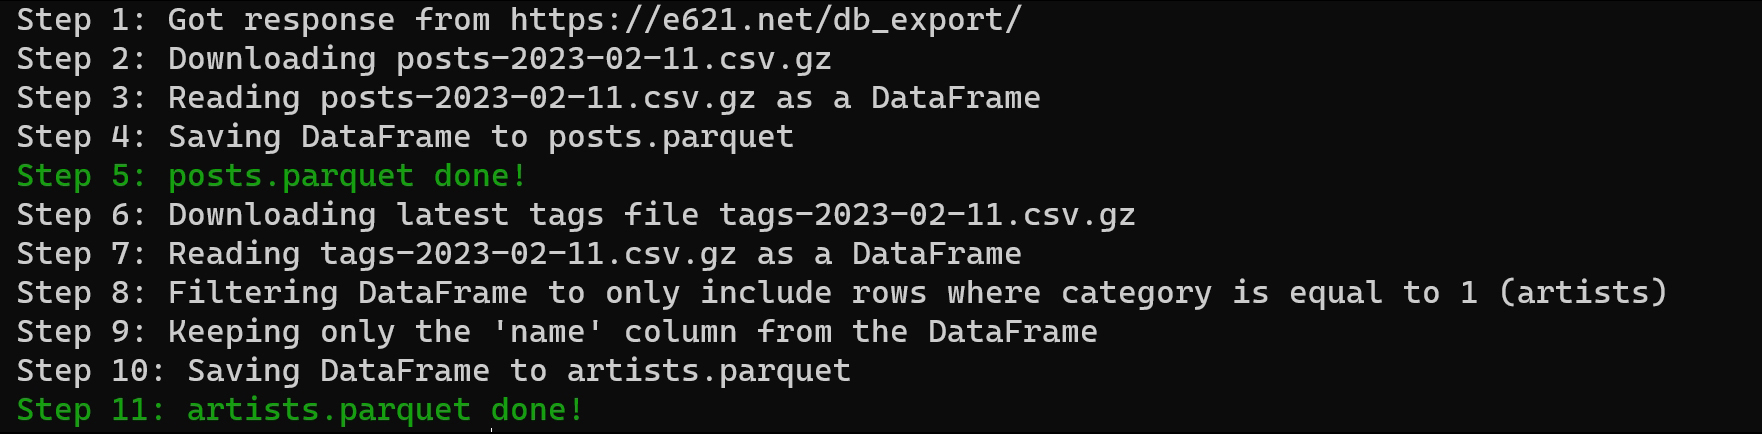 Step 1: Got response from https://e621.net/db_export/
Step 2: Downloading posts-2023-02-11.csv.gz
Step 3: Reading posts-2023-02-11.csv.gz as a DataFrame
Step 4: Saving DataFrame to posts.parquet
Step 5: posts.parquet done!
Step 6: Downloading latest tags file tags-2023-02-11.csv.gz
Step 7: Reading tags-2023-02-11.csv.gz as a DataFrame
Step 8: Filtering DataFrame to only include rows where category is equal to 1 (artists)
Step 9: Keeping only the 'name' column from the DataFrame
Step 10: Saving DataFrame to artists.parquet
Step 11: artists.parquet done!